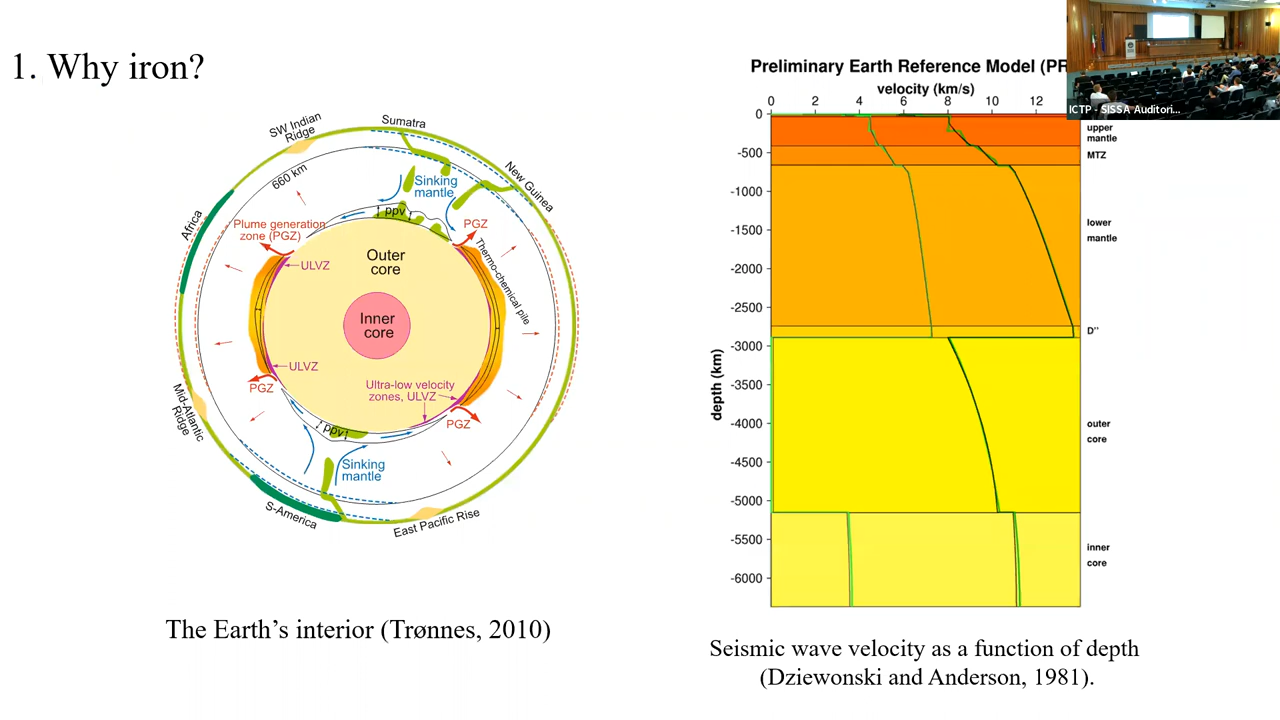 1. Why iron?
SW Indian
Ridge
Sumatra
New Guinea
660 km
Sinking
mantle
ppv
Africa
Plume generation
zone (PGZ)
PGZ
ULVZ
Outer
core
Thermo-chemical pile
Inner
core
ULVZ
PGZ
Ultra-low velocity
zones, ULVZ
PGZ
Mid-Atlantic
Ridge
ppv
Sinking
mantle
S-America
East Pacific Rise
The Earth's interior (Trønnes, 2010)
Preliminary Earth Reference Model (PR
velocity (km/s)
0 2 4 6 8 10 12
0
-500
-1000
-1500
-2000
-2500
-3000
-3500
-4000
-4500
-5000
-5500
-6000
depth (km)
upper
mantle
MTZ
lower
mantle
D"
outer
core
inner
core
Seismic wave velocity as a function of depth
(Dziewonski and Anderson, 1981).
ICTP - SISSA Auditori...